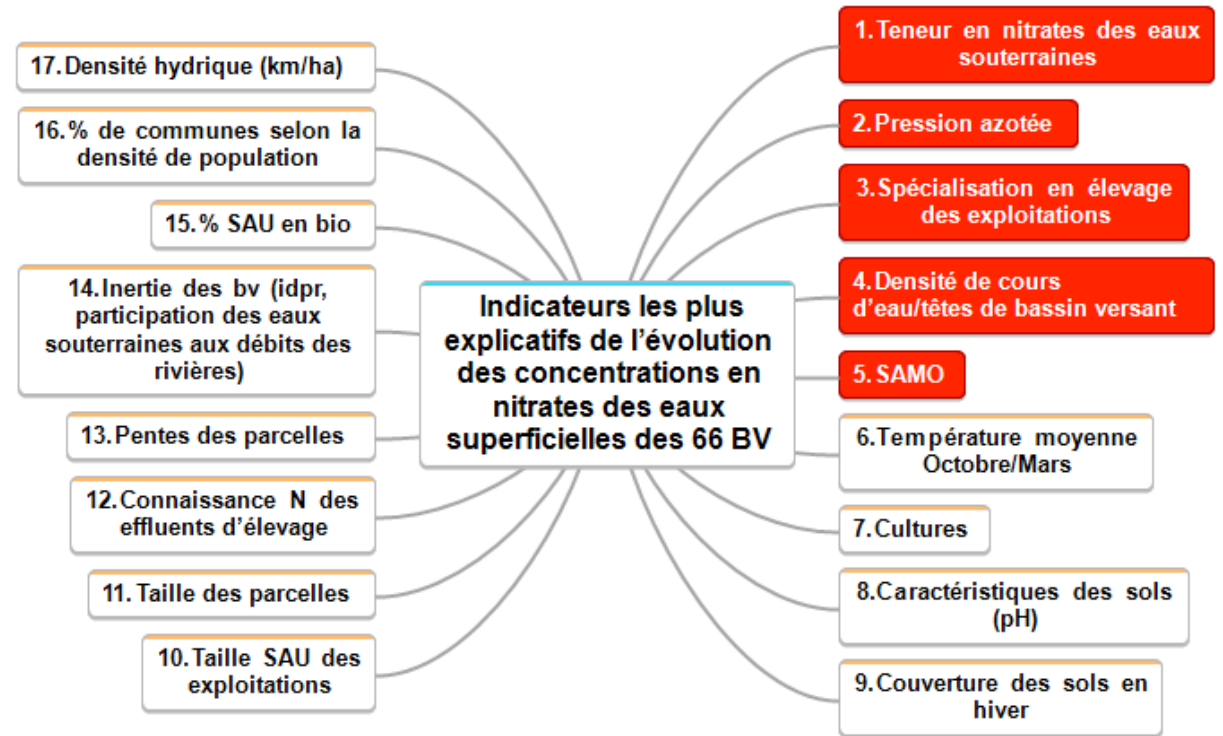 Indicateurs les plus
explicatifs de l'évolution
des concentrations en
nitrates des eaux
superficielles des 66 BV
1.Teneur en nitrates des eaux
souterraines
2.Pression azotée
3.Spécialisation en élevage
des exploitations
4.Densité de cours
d'eau/têtes de bassin versant
5. SAMO
6.Température moyenne
Octobre/Mars
7.Cultures
8.Caractéristiques des sols
(pH)
9.Couverture des sols en
hiver
10.Taille SAU des
exploitations
11. Taille des parcelles
12.Connaissance N des
effluents d'élevage
13.Pentes des parcelles
14.Inertie des bv (idpr,
participation des eaux
souterraines aux débits des
rivières)
15.% SAU en bio
16.% de communes selon la
densité de population
17.Densité hydrique (km/ha)